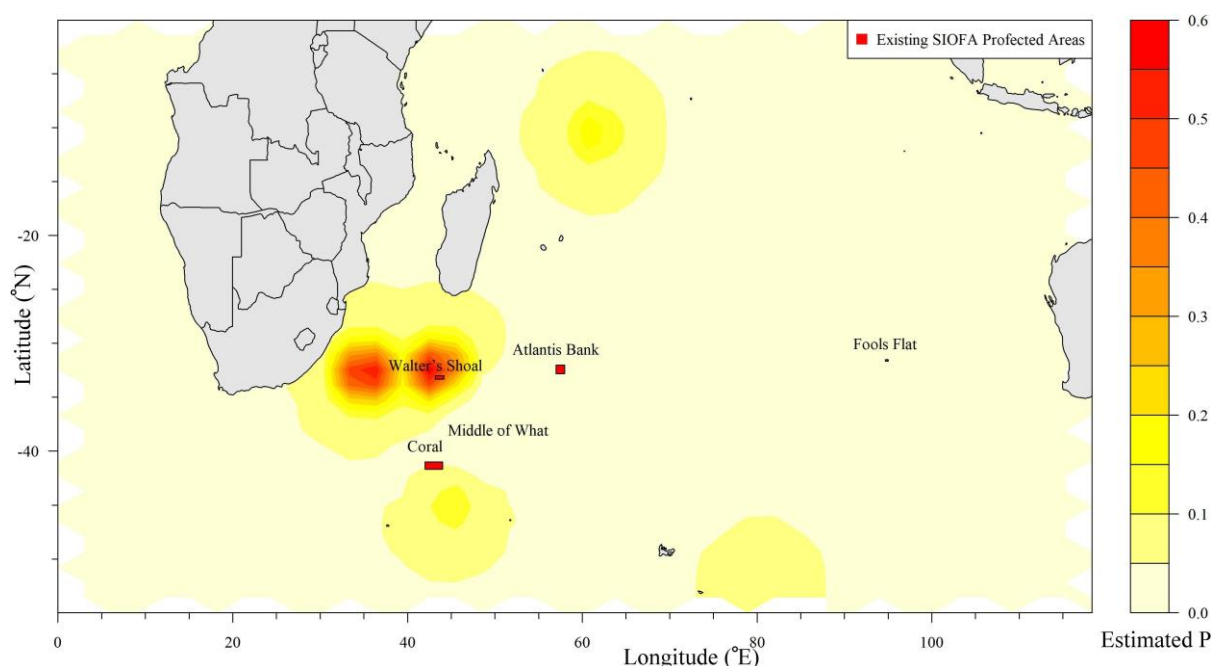 Existing SIOFA Profected Areas
0.6
0.5
0.4
0.3
0.2
0.1
0.0
Estimated P
-20
-40
Latitude (°N)
Walter's Shoal
Atlantis Bank
Fools Flat
Middle of What
Coral
0
20
40
60
80
100
Longitude (°E)